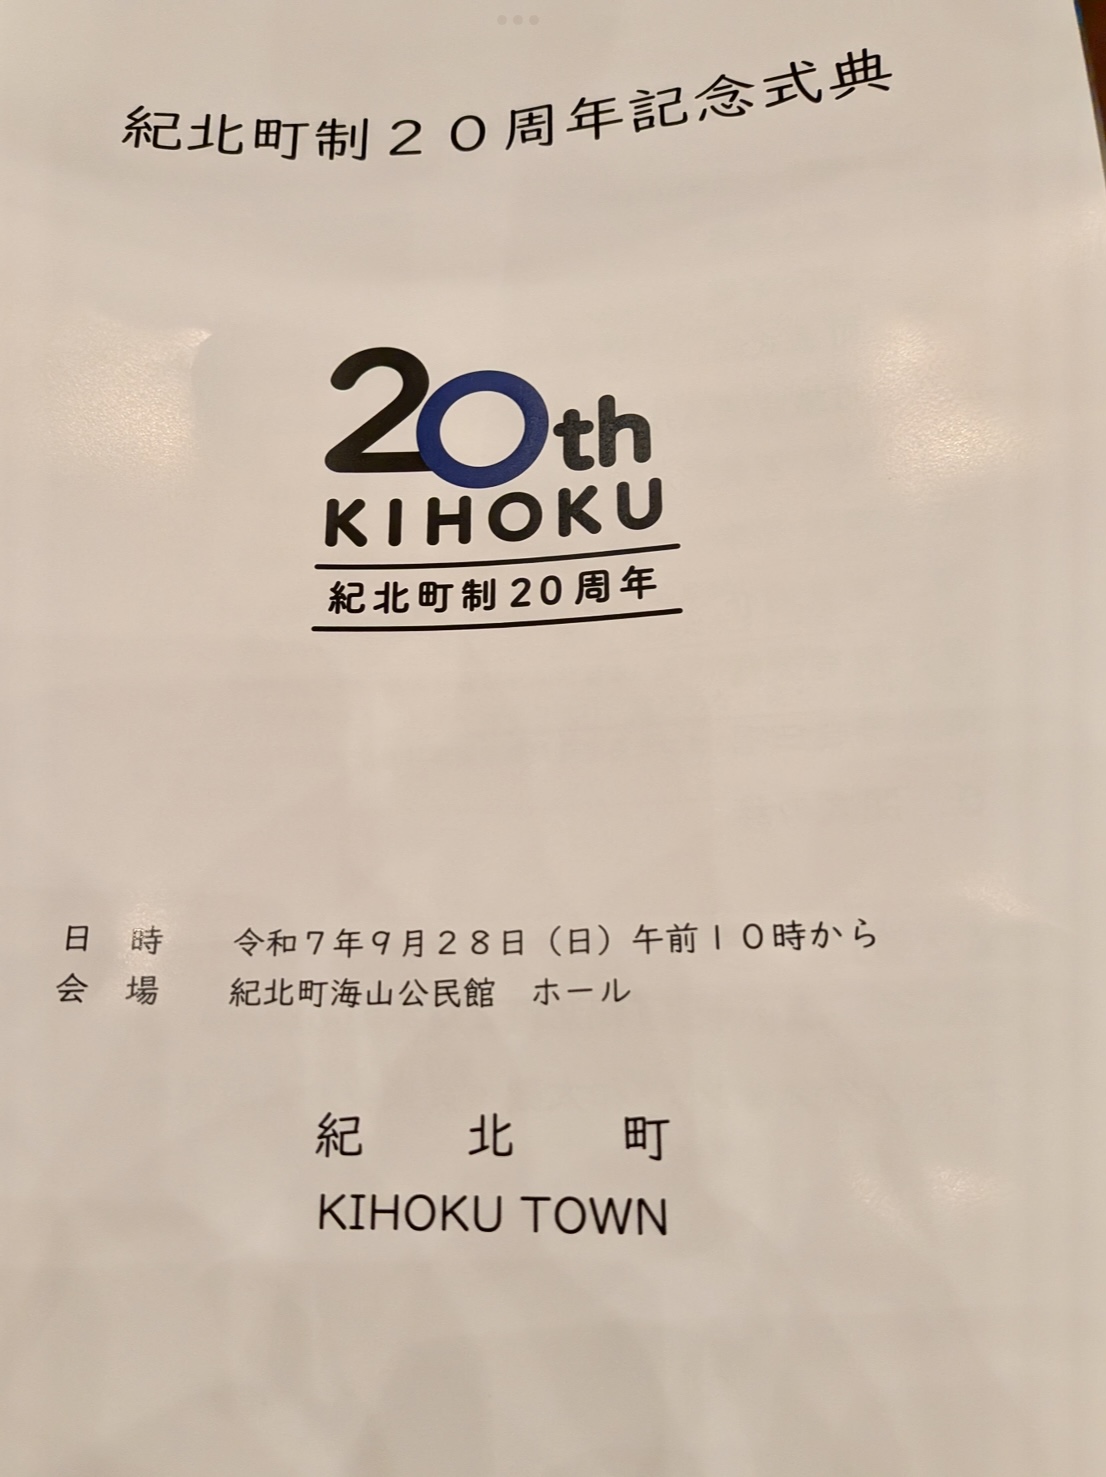 紀北町制２０周年記念式典
20th
KIHOKU
紀北町制20周年
日　時　　令和７年９月２８日（日）午前１０時から
会　場　　紀北町海山公民館　ホール
紀　北　町
KIHOKU TOWN